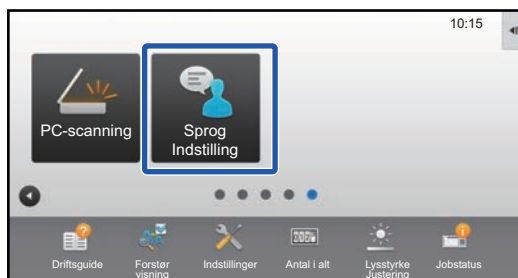 10:15
PC-scanning
Sprog
Indstilling
Driftsguide
Forstør
visning
Indstillinger
Antal i alt
Lysstyrke
Justering
Jobstatus